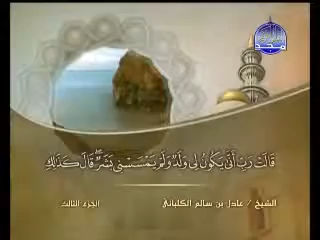 قَالَتْ رَبِّ أَنَّىٰ يَكُونُ لِي وَلَدٌ وَلَمْ يَمْسَسْنِي بَشَرٌ ۖ قَالَ كَذَٰلِكِ
الشيخ / عادل بن سالم الكلباني
الجزء الثالث